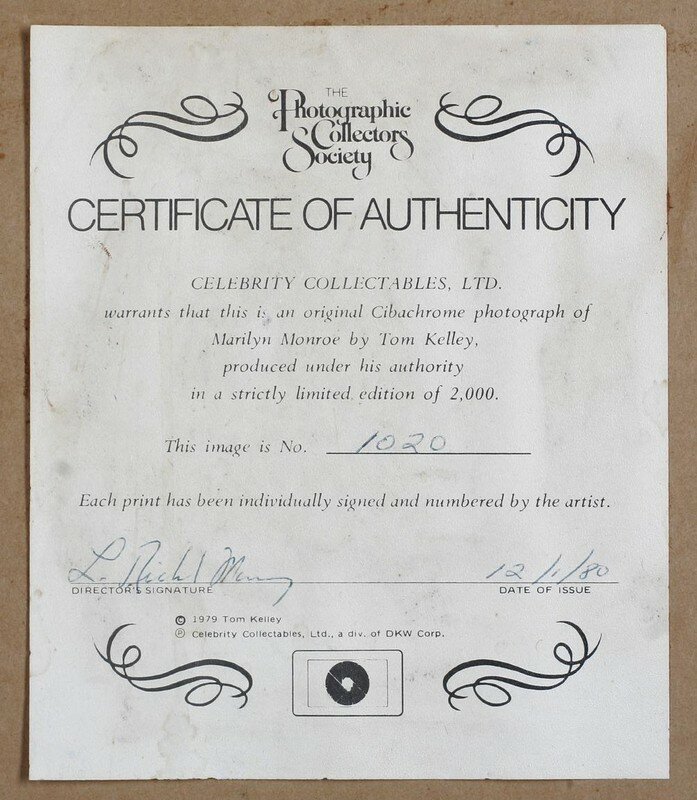 THE
Photographic
Collectors
Society
CERTIFICATE OF AUTHENTICITY
CELEBRITY COLLECTABLES, LTD.
warrants that this is an original Cibachrome photograph of
Marilyn Monroe by Tom Kelley,
produced under his authority
in a strictly limited edition of 2,000.
This image is No. 1020
Each print has been individually signed and numbered by the artist.
L. 12/1/80
DIRECTOR'S SIGNATURE DATE OF ISSUE
© 1979 Tom Kelley
℗ Celebrity Collectables, Ltd., a div. of DKW Corp.